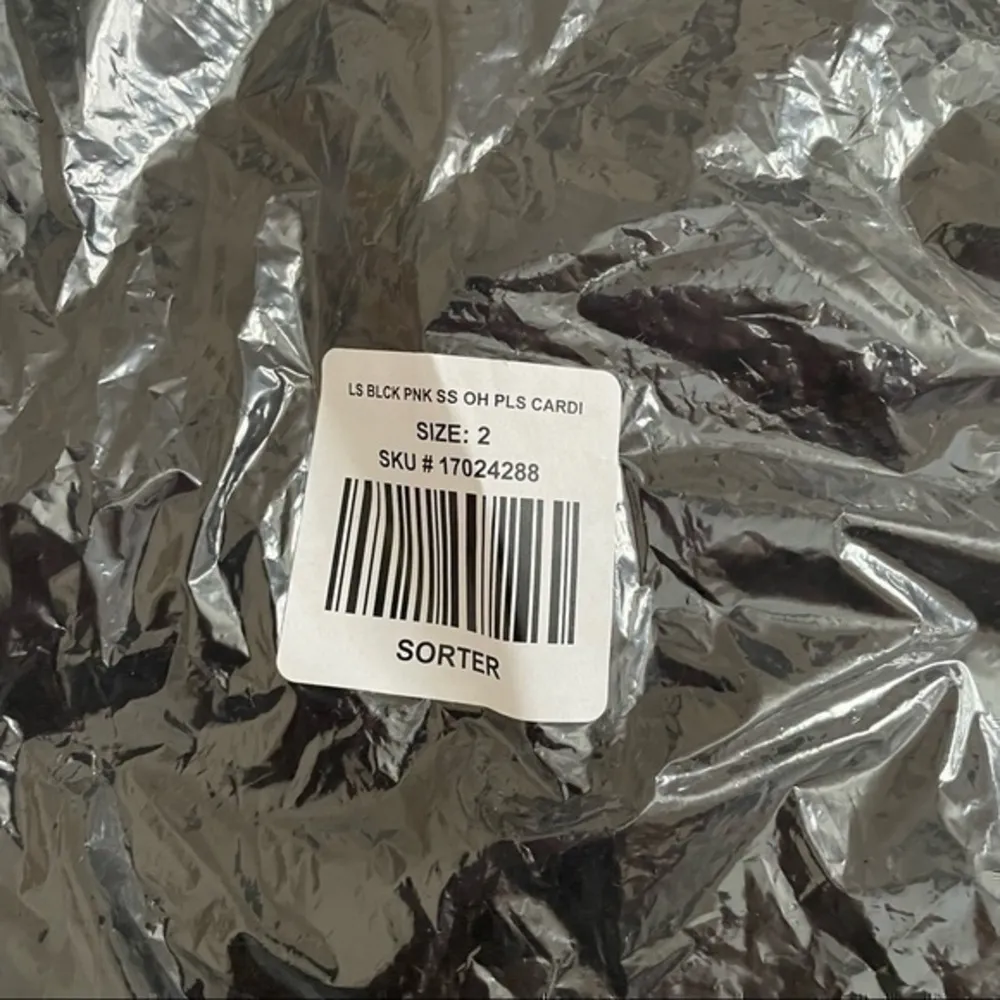 LS BLCK PNK SS OH PLS CARDI
SIZE: 2
SKU # 17024288
SORTER